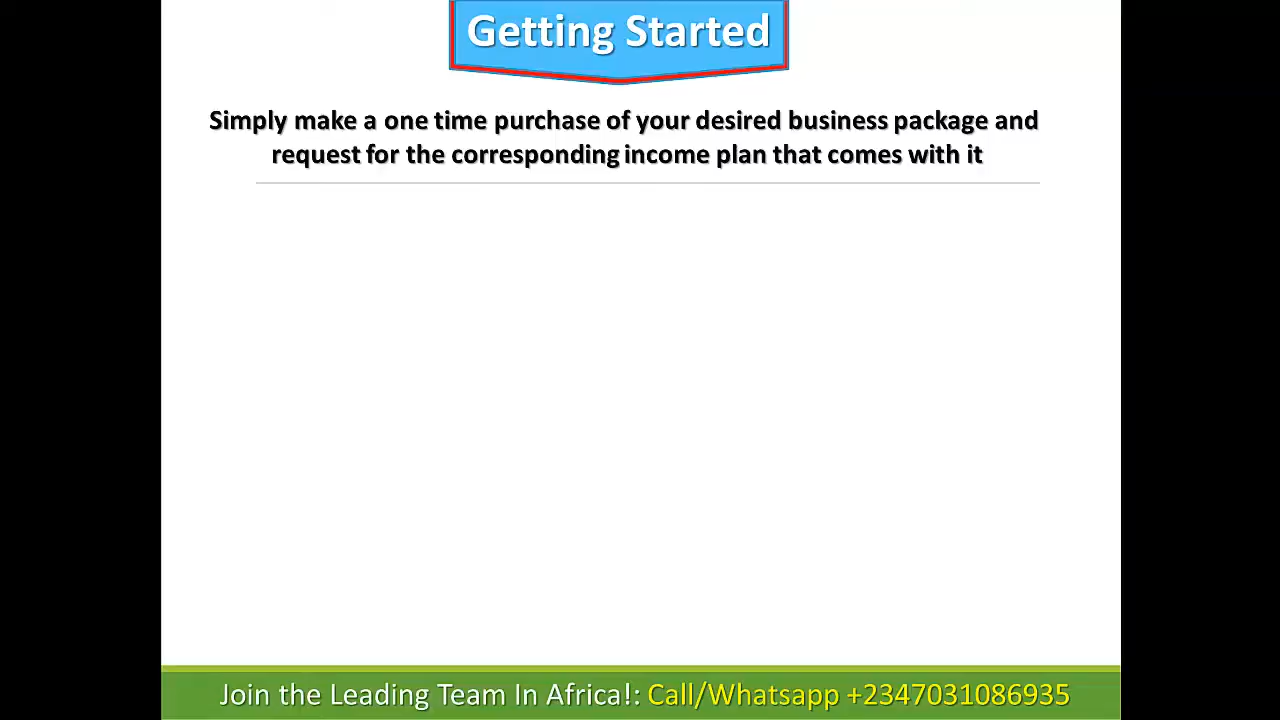 Getting Started
Simply make a one time purchase of your desired business package and
request for the corresponding income plan that comes with it
Join the Leading Team In Africa!: Call/Whatsapp +2347031086935